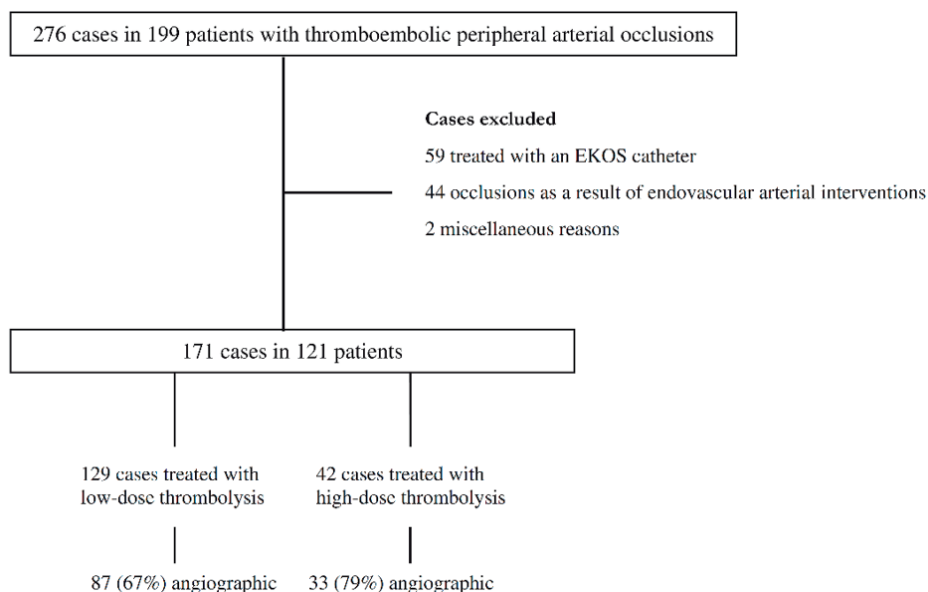 276 cases in 199 patients with thromboembolic peripheral arterial occlusions
Cases excluded
59 treated with an EKOS catheter
44 occlusions as a result of endovascular arterial interventions
2 miscellaneous reasons
171 cases in 121 patients
129 cases treated with
low-dose thrombolysis
42 cases treated with
high-dose thrombolysis
87 (67%) angiographic
33 (79%) angiographic